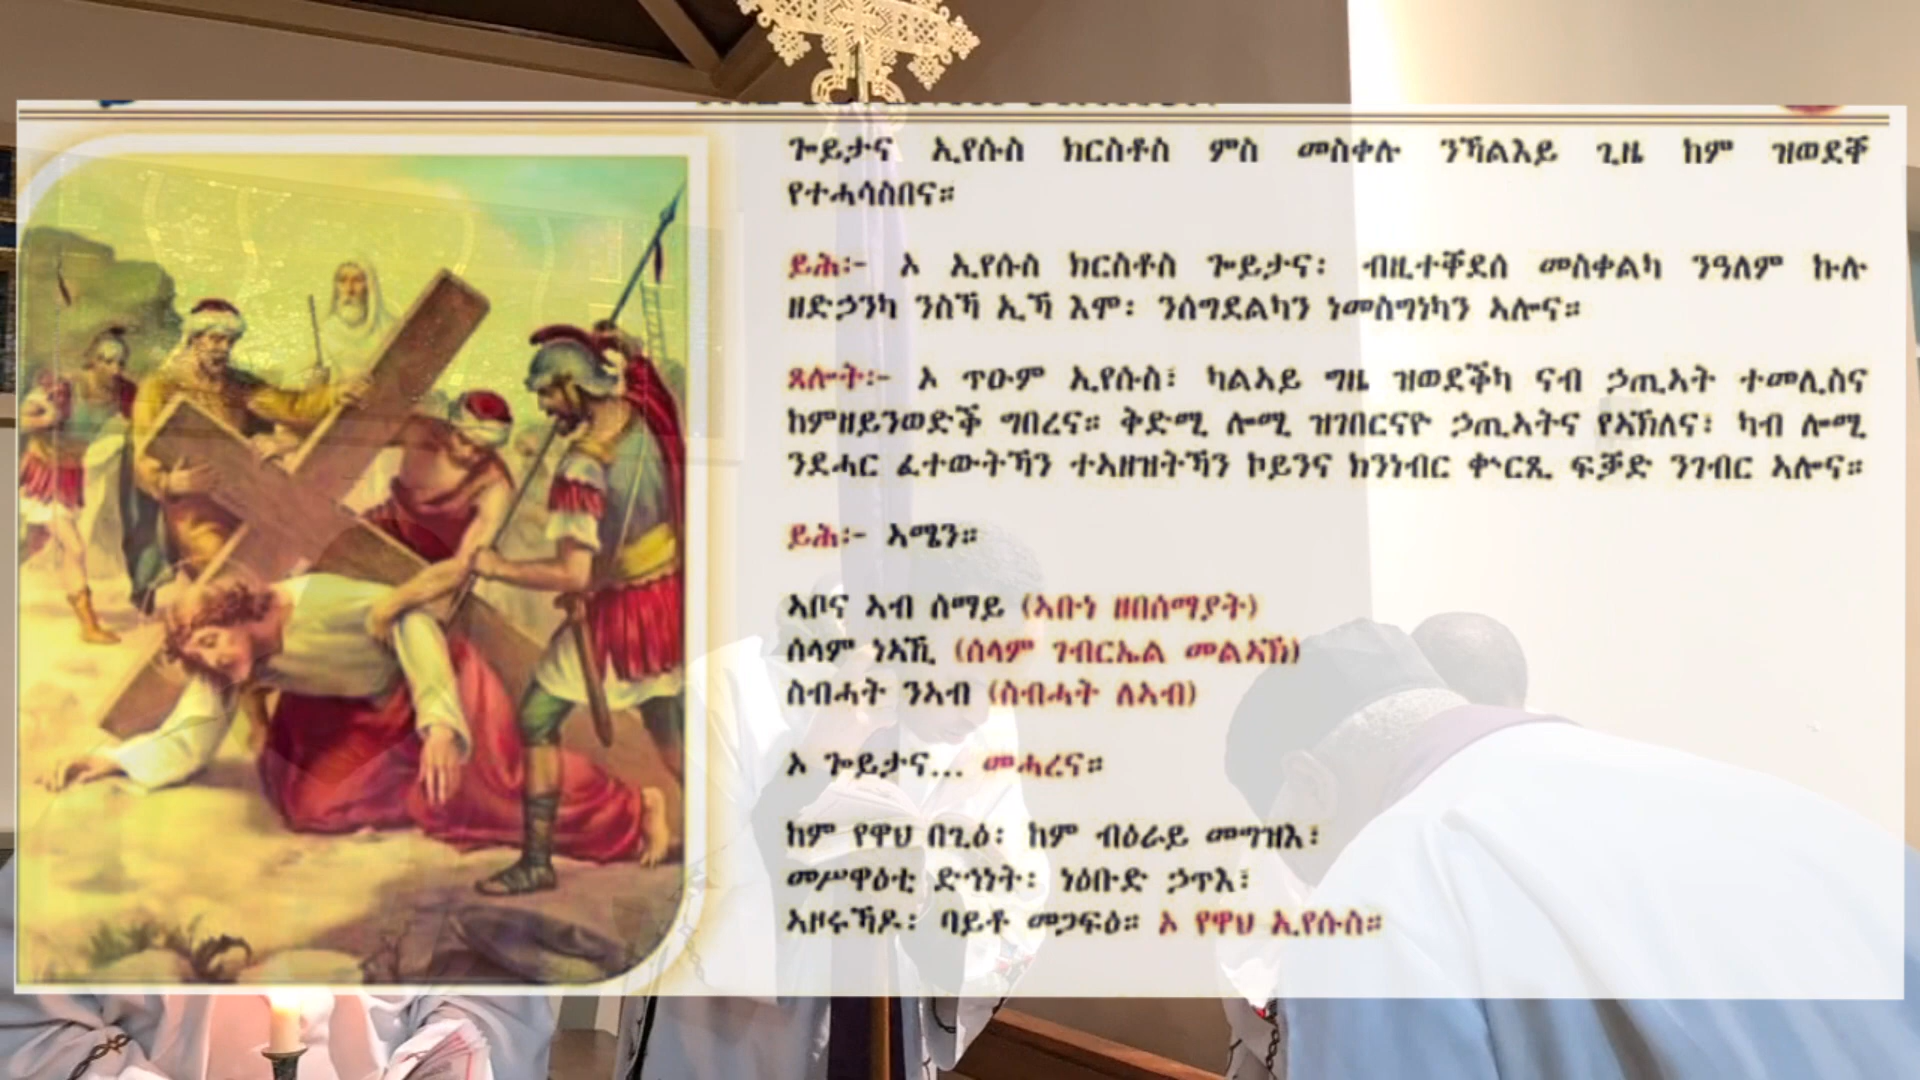 ጐይታና ኢየሱስ ክርስቶስ ምስ መስቀሉ ንኻልእይ ጊዜ ከም ዝወደቐ
የተሓሳስበና።
ይሕ፡- ኦ ኢየሱስ ክርስቶስ ጐይታና፡ ብዚተቐደሰ መስቀልካ ንዓለም ኩሉ
ዘድኃንካ ንስኻ ኢኻ እሞ፡ ንሰግደልካን ነመስግነካን ኣሎና።
ጸሎት፡- ኦ ጥዑም ኢየሱስ፤ ካልኣይ ግዜ ዝወደቕካ ናብ ኃጢኣት ተመሊስና
ከምዘይንወድቕ ግበረና። ቅድሚ ሎሚ ዝገበርናዮ ኃጢኣትና የኣኽለና፤ ካብ ሎሚ
ንደሓር ፈተውትኻን ተኣዘዝትኻን ኮይንና ክንነብር ቀኍርጺ ፍቓድ ንገብር ኣሎና።
ይሕ፡- ኣሜን።
ኣቦና ኣብ ሰማይ (ኣቡነ ዘበሰማያት)
ሰላም ነኣኺ (ሰላም ገብርኤል መልኣኽ)
ስብሓት ንኣብ (ስብሓት ለኣብ)
ኦ ጐይታና... መሓረና።
ከም የዋህ በጊዕ፡ ከም ብዕራይ መግዝእ፤
መሥዋዕቲ ድኅነት፡ ነዕቡድ ኃጥእ፤
ኣዞሩኻዶ፡ ባይቶ መጋፍዕ። ኦ የዋህ ኢየሱስ።